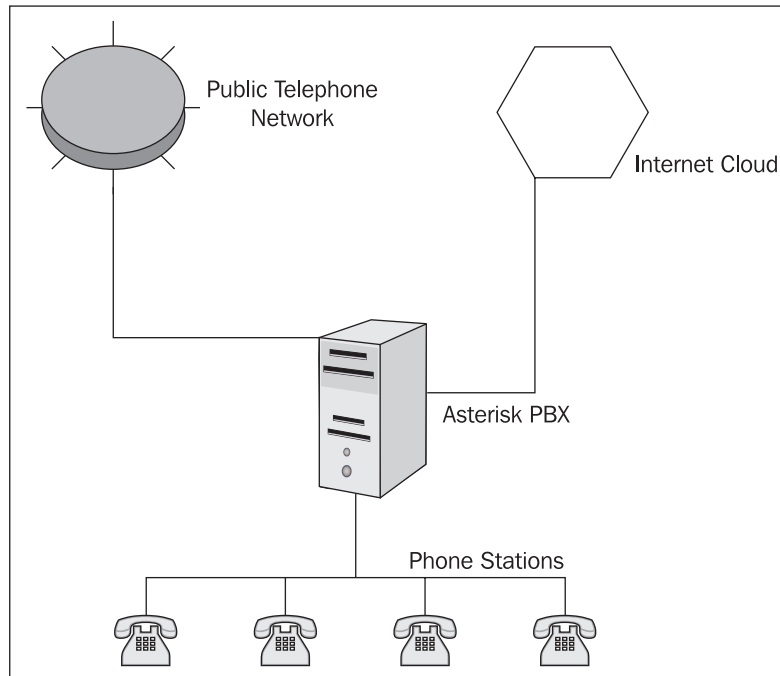 Public Telephone
Network
Internet Cloud
Asterisk PBX
Phone Stations